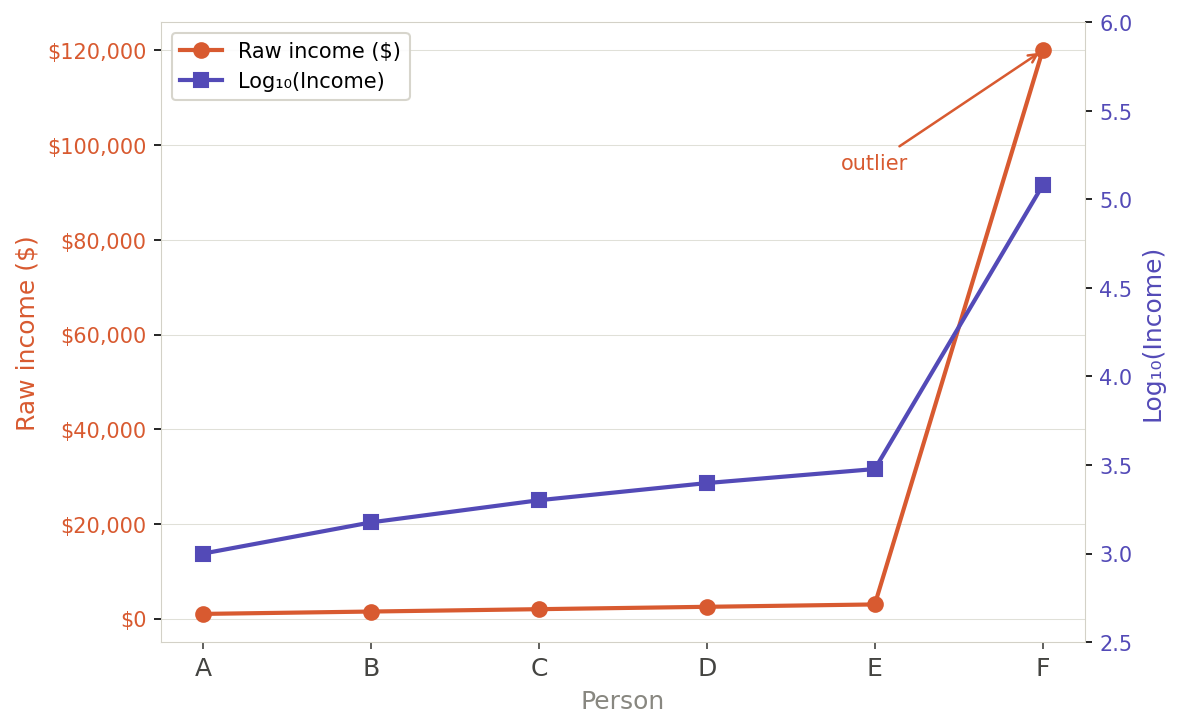 Raw income ($)
Log₁₀(Income)
outlier
Raw income ($)
$120,000
$100,000
$80,000
$60,000
$40,000
$20,000
$0
6.0
5.5
5.0
4.5
4.0
3.5
3.0
2.5
Log₁₀(Income)
A B C D E F
Person